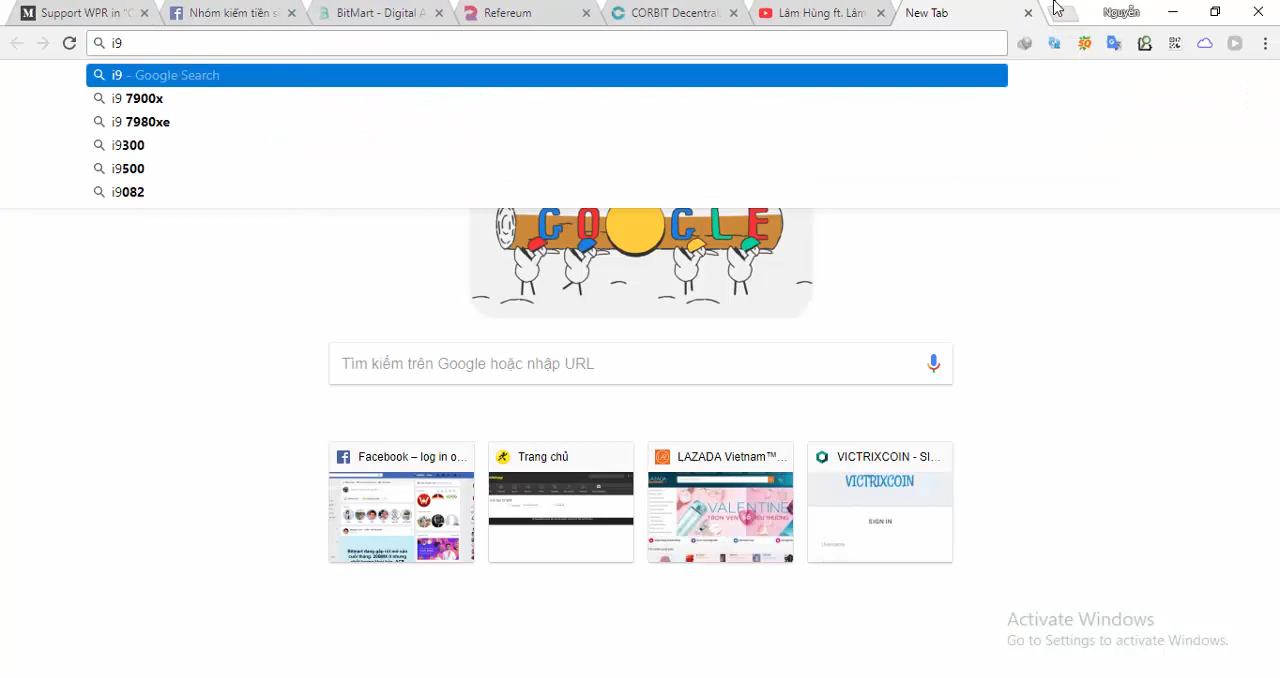 Support WPR in "C
Nhóm kiếm tiền s
BitMart - Digital A
Refereum
CORBIT Decentral
Lâm Hùng ft. Lâm
New Tab
Nguyễn
i9
i9 - Google Search
i9 7900x
i9 7980xe
i9300
i9500
i9082
GOOGLE
Tìm kiếm trên Google hoặc nhập URL
Facebook – log in o...
Trang chủ
LAZADA Vietnam™...
VICTRIXCOIN - SI...
VALENTINE
VICTRIXCOIN
SIGN IN
Username
Activate Windows
Go to Settings to activate Windows.